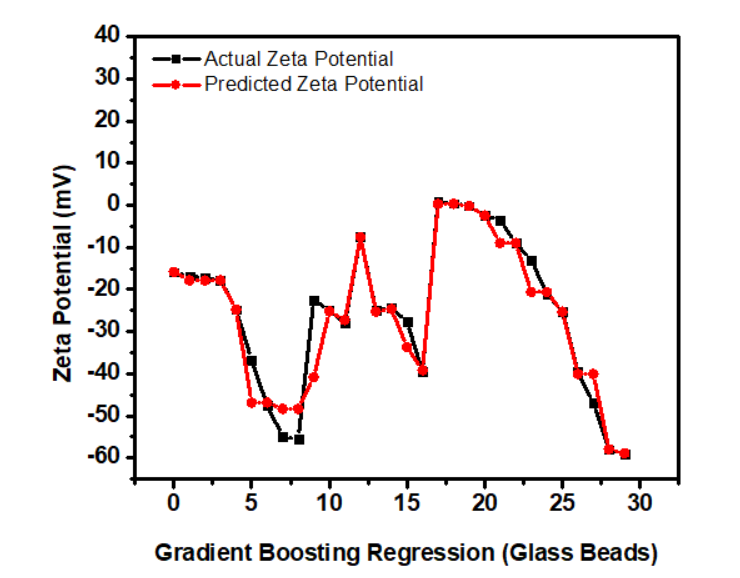 40
Actual Zeta Potential
30
Predicted Zeta Potential
20
10
0
-10
-20
-30
-40
-50
-60
Zeta Potential (mV)
0 5 10 15 20 25 30
Gradient Boosting Regression (Glass Beads)